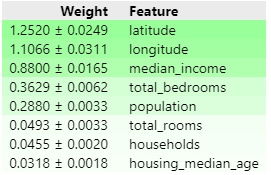 Weight Feature
1.2520 ± 0.0249 latitude
1.1066 ± 0.0311 longitude
0.8800 ± 0.0165 median_income
0.3629 ± 0.0062 total_bedrooms
0.2880 ± 0.0033 population
0.0493 ± 0.0033 total_rooms
0.0455 ± 0.0020 households
0.0318 ± 0.0018 housing_median_age